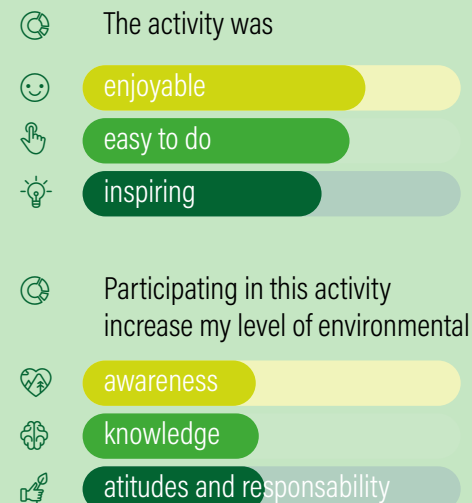 The activity was
enjoyable
easy to do
inspiring
Participating in this activity
increase my level of environmental
awareness
knowledge
atitudes and responsability